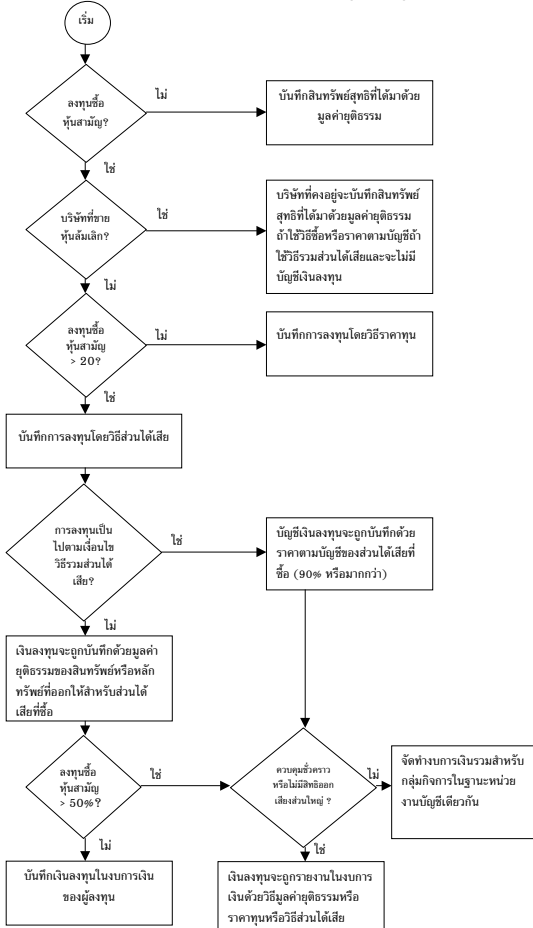 เริ่ม
ลงทุนซื้อ
หุ้นสามัญ?
ไม่
บันทึกสินทรัพย์สุทธิที่ได้มาด้วย
มูลค่ายุติธรรม
ใช่
บริษัทที่ขาย
หุ้นล้มเลิก?
ใช่
บริษัทที่คงอยู่จะบันทึกสินทรัพย์
สุทธิที่ได้มาด้วยมูลค่ายุติธรรม
ถ้าใช้วิธีซื้อหรือราคาตามบัญชีถ้า
ใช้วิธีรวมส่วนได้เสียและจะไม่มี
บัญชีเงินลงทุน
ไม่
ลงทุนซื้อ
หุ้นสามัญ
> 20?
ไม่
บันทึกการลงทุนโดยวิธีราคาทุน
ใช่
บันทึกการลงทุนโดยวิธีส่วนได้เสีย
การลงทุนเป็น
ไปตามเงื่อนไข
วิธีรวมส่วนได้
เสีย?
ใช่
บัญชีเงินลงทุนจะถูกบันทึกด้วย
ราคาตามบัญชีของส่วนได้เสียที่
ซื้อ (90% หรือมากกว่า)
ไม่
เงินลงทุนจะถูกบันทึกด้วยมูลค่า
ยุติธรรมของสินทรัพย์หรือหลัก
ทรัพย์ที่ออกให้สำหรับส่วนได้
เสียที่ซื้อ
ลงทุนซื้อ
หุ้นสามัญ
> 50%?
ใช่
ควบคุมชั่วคราว
หรือไม่มีสิทธิออก
เสียงส่วนใหญ่ ?
ไม่
จัดทำงบการเงินรวมสำหรับ
กลุ่มกิจการในฐานะหน่วย
งานบัญชีเดียวกัน
ไม่
บันทึกเงินลงทุนในงบการเงิน
ของผู้ลงทุน
ใช่
เงินลงทุนจะถูกรายงานในงบการ
เงินด้วยวิธีมูลค่ายุติธรรมหรือ
ราคาทุนหรือวิธีส่วนได้เสีย